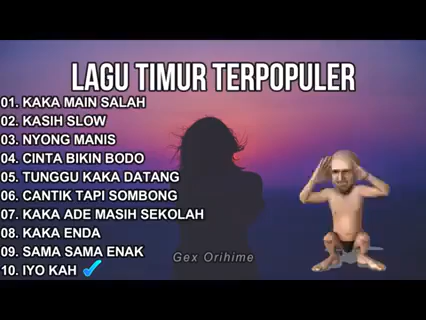 LAGU TIMUR TERPOPULER
01. KAKA MAIN SALAH
02. KASIH SLOW
03. NYONG MANIS
04. CINTA BIKIN BODO
05. TUNGGU KAKA DATANG
06. CANTIK TAPI SOMBONG
07. KAKA ADE MASIH SEKOLAH
08. KAKA ENDA
09. SAMA SAMA ENAK
10. IYO KAH
Gex Orihime